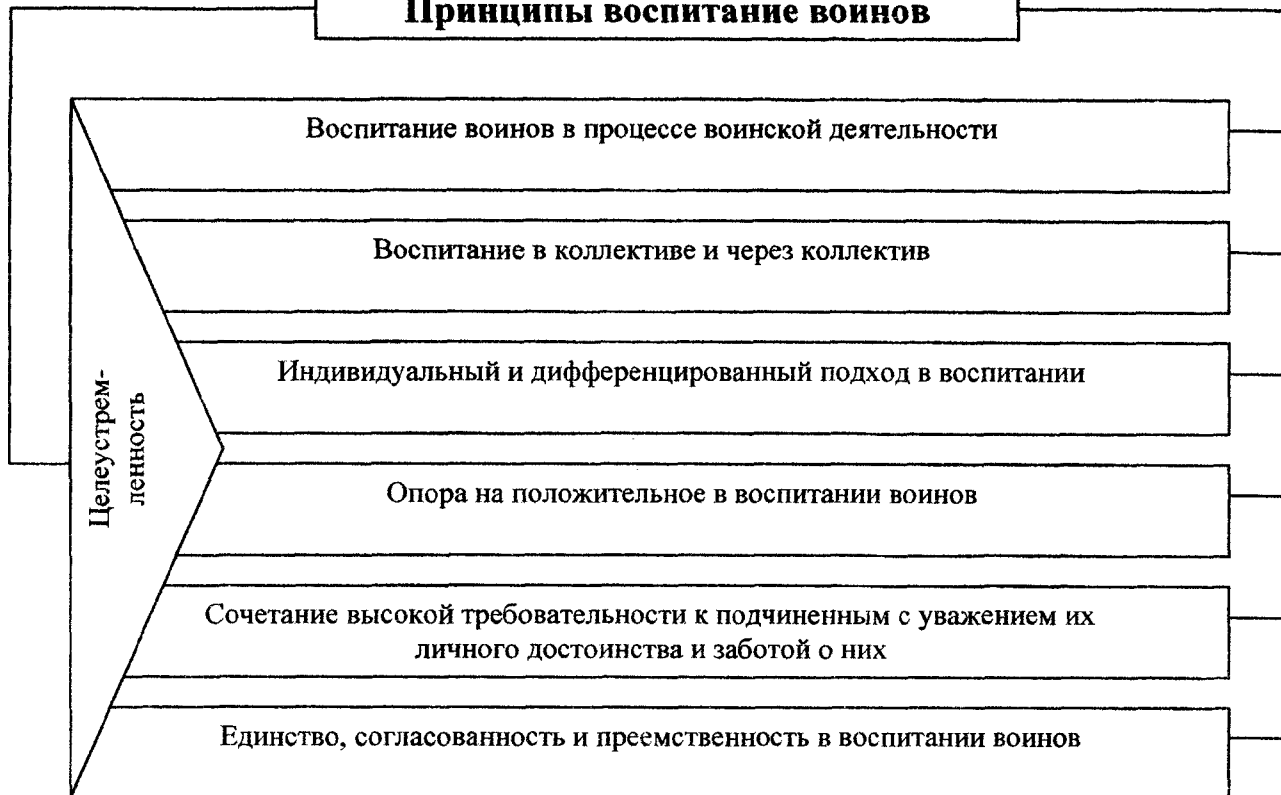 Принципы воспитание воинов
Воспитание воинов в процессе воинской деятельности
Воспитание в коллективе и через коллектив
Индивидуальный и дифференцированный подход в воспитании
Целеустрем-
ленность
Опора на положительное в воспитании воинов
Сочетание высокой требовательности к подчиненным с уважением их
личного достоинства и заботой о них
Единство, согласованность и преемственность в воспитании воинов